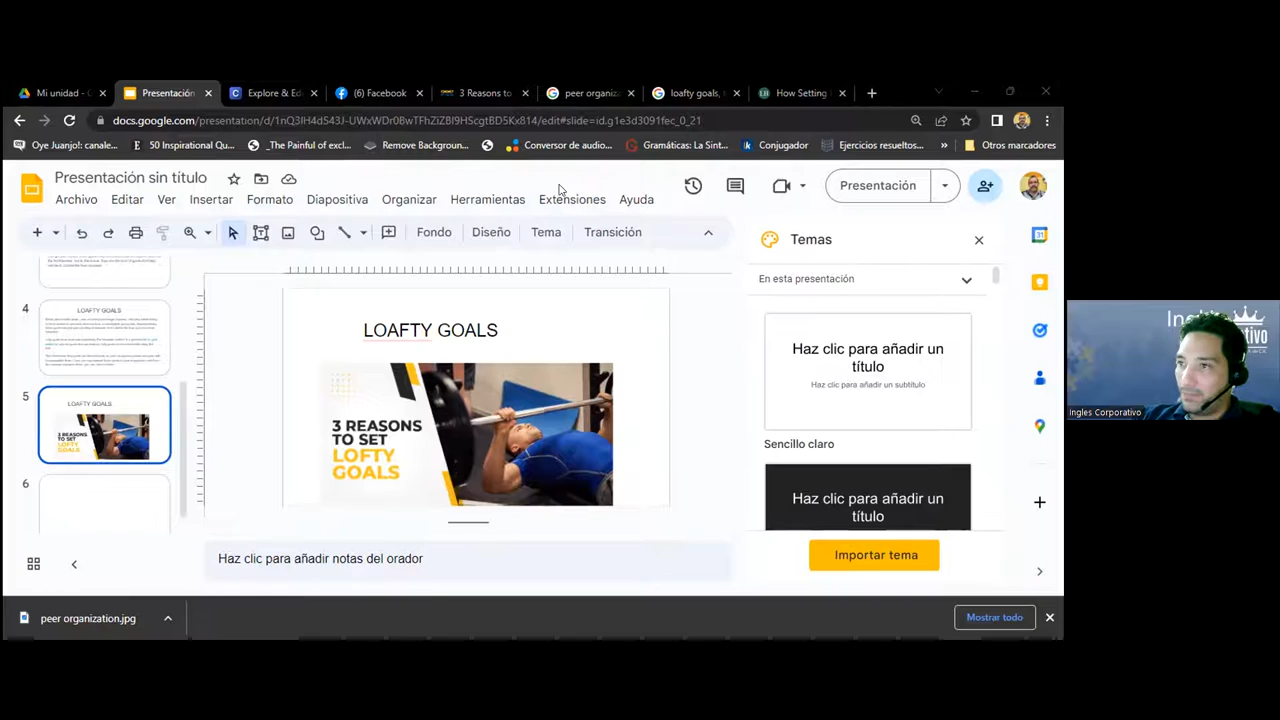 Mi unidad - G
Presentación
Explore & Ed
(6) Facebook
3 Reasons to
peer organiz
loafty goals,
How Setting
docs.google.com/presentation/d/1nQ3IH4dS43J-UWxWDr0BwTFhZiZBI9HScgtBD5Kx814/edit#slide=id.g1e3d3091fec_0_21
Oye Juanjo!: canale...
50 Inspirational Qu...
_The Painful of excl...
Remove Backgroun...
Conversor de audio...
Gramáticas: La Sint...
Conjugador
Ejercicios resueltos...
»
Otros marcadores
Presentación sin título
Archivo Editar Ver Insertar Formato Diapositiva Organizar Herramientas Extensiones Ayuda
Presentación
Fondo Diseño Tema Transición
Temas
En esta presentación
4
LOAFTY GOALS
5
LOAFTY GOALS
3 REASONS
TO SET
LOFTY
GOALS
6
LOAFTY GOALS
3 REASONS
TO SET
LOFTY
GOALS
Haz clic para añadir un
título
Haz clic para añadir un subtítulo
Sencillo claro
Haz clic para añadir un
título
Importar tema
Haz clic para añadir notas del orador
peer organization.jpg
Mostrar todo
Ingles Corporativo